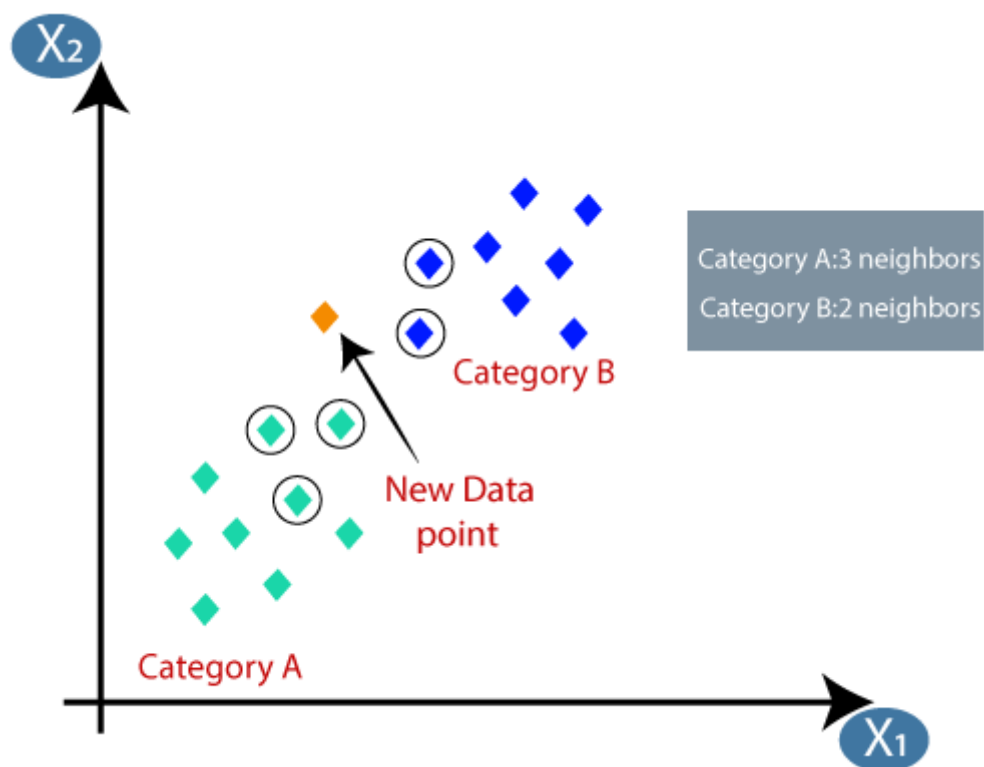 X₂
Category A:3 neighbors
Category B:2 neighbors
Category B
New Data
point
Category A
X₁